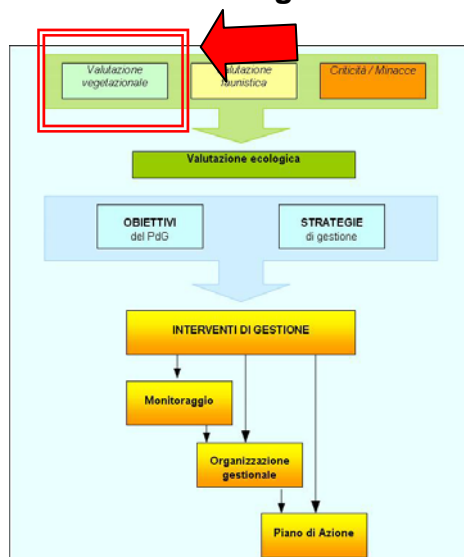 Valutazione
vegetazionale
faunistica
Criticità / Minacce
Valutazione ecologica
OBIETTIVI
del PdG
STRATEGIE
di gestione
INTERVENTI DI GESTIONE
Monitoraggio
Organizzazione
gestionale
Piano di Azione